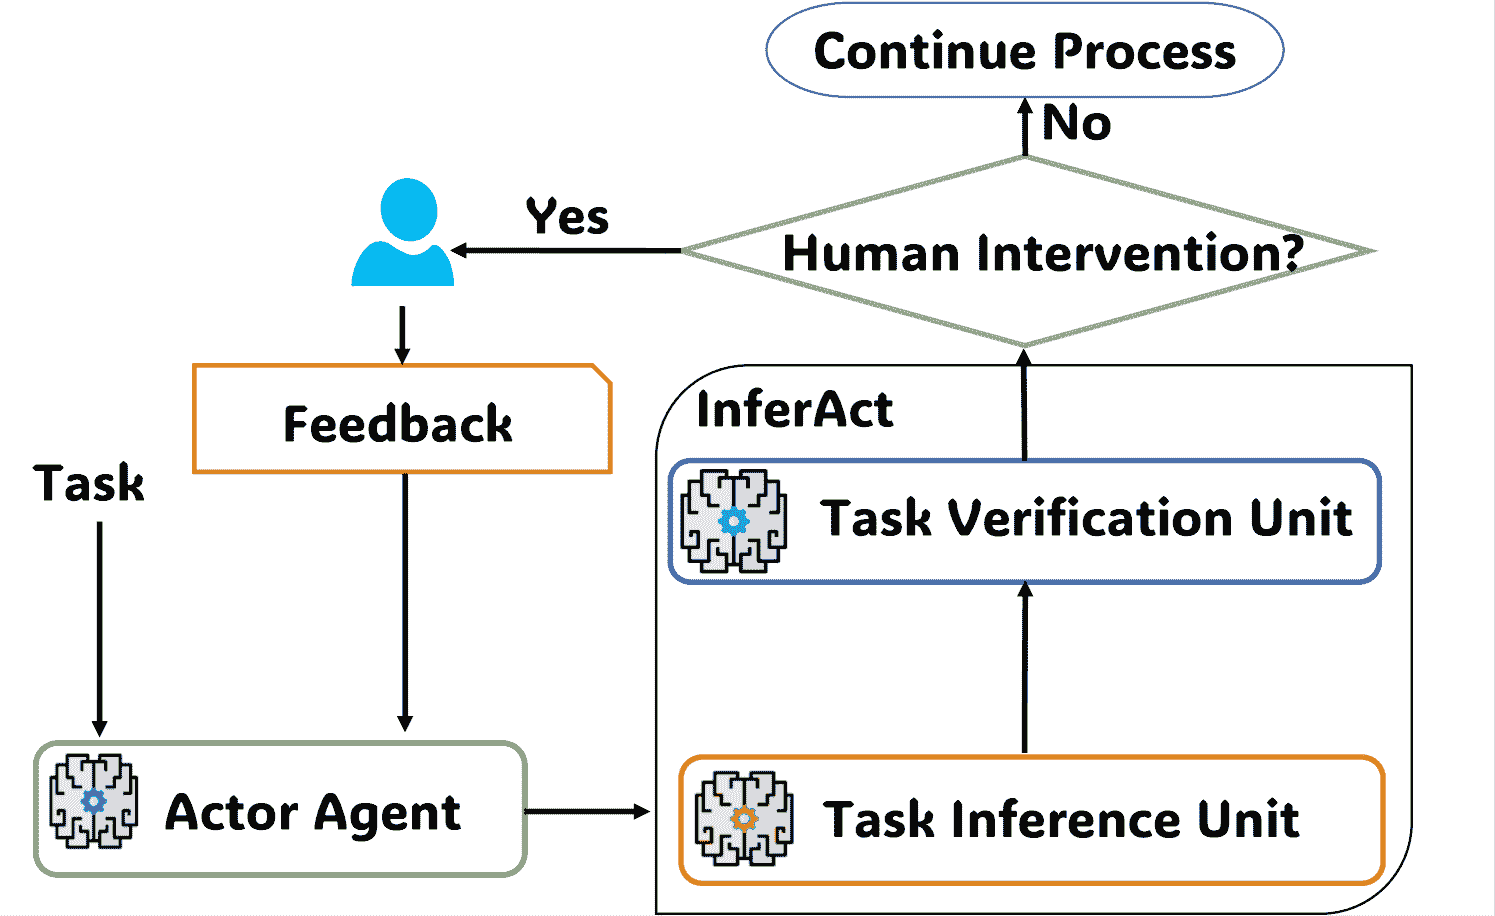 Continue Process
No
Yes
Human Intervention?
InferAct
Feedback
Task
Task Verification Unit
Actor Agent
Task Inference Unit